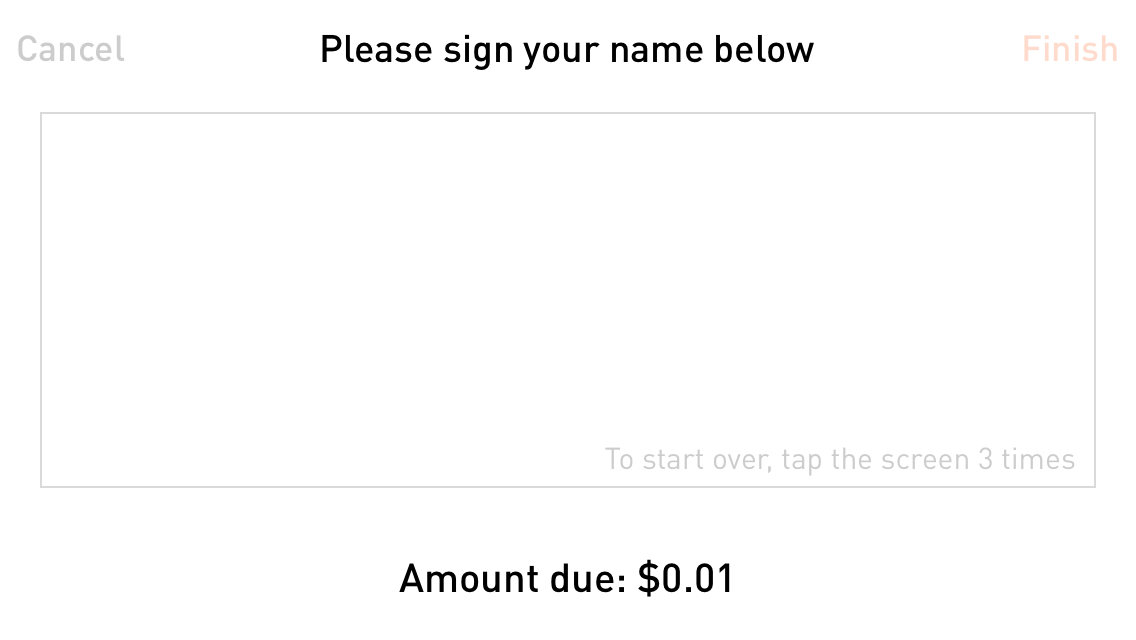 Cancel Please sign your name below Finish
To start over, tap the screen 3 times
Amount due: $0.01